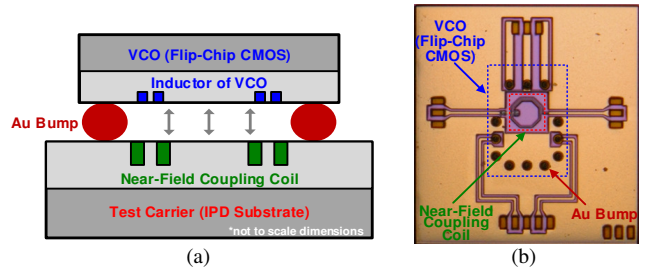 VCO (Flip-Chip CMOS)
Inductor of VCO
Au Bump
Near-Field Coupling Coil
Test Carrier (IPD Substrate)
*not to scale dimensions
(a)
VCO
(Flip-Chip
CMOS)
Near-Field
Coupling
Coil
Au Bump
(b)